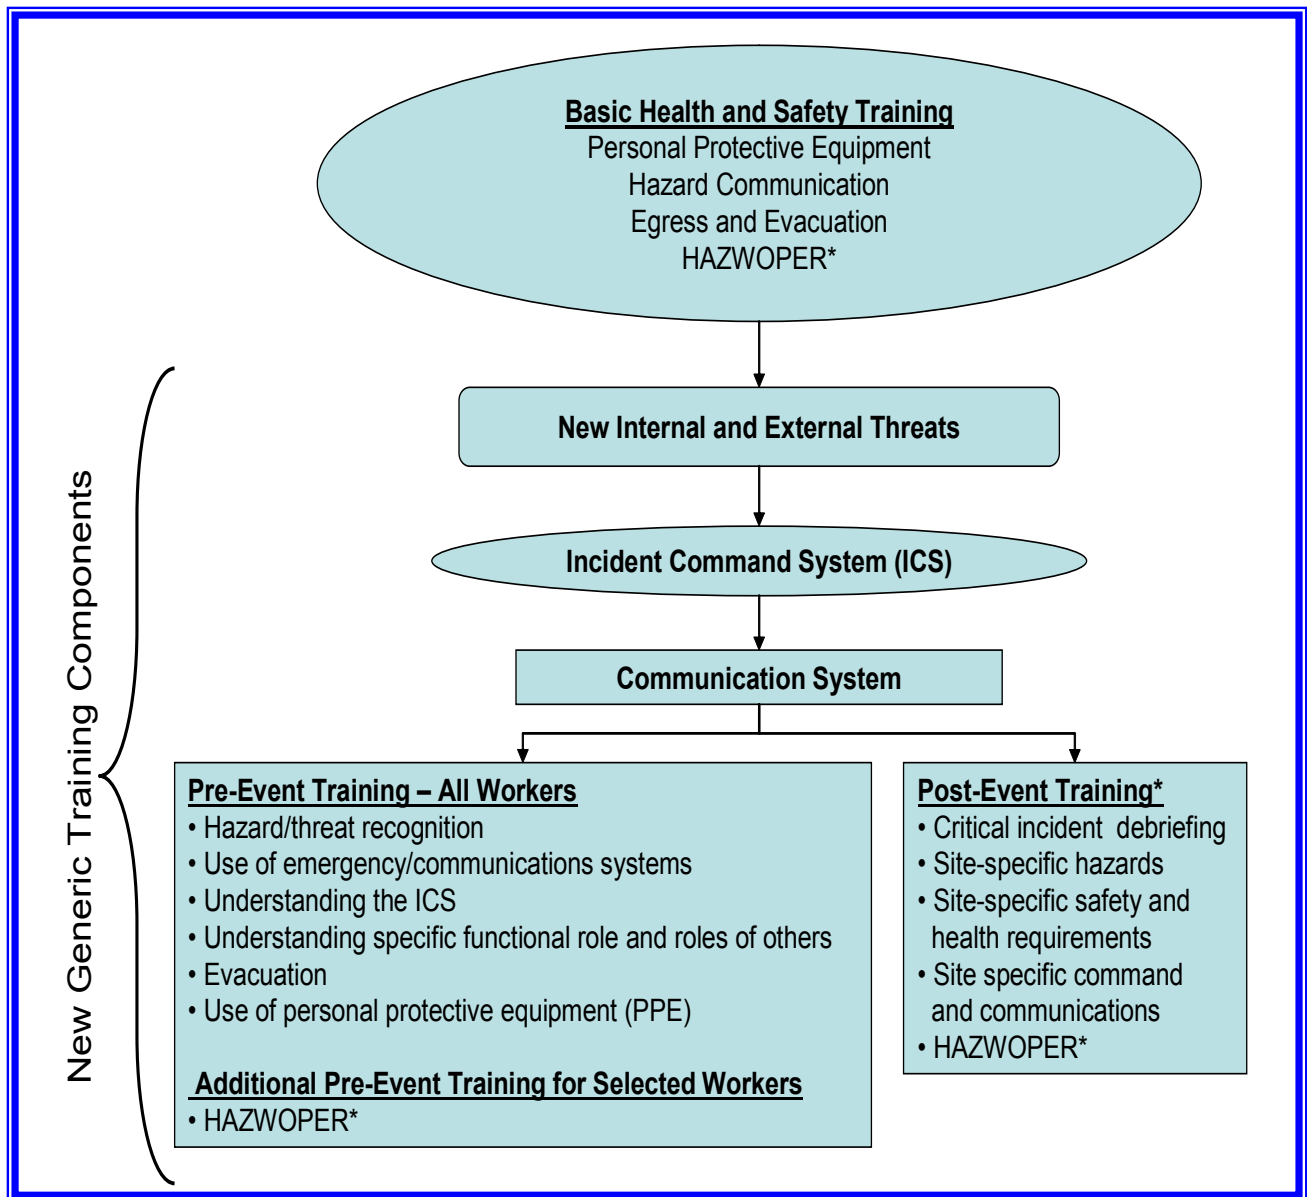 Basic Health and Safety Training
Personal Protective Equipment
Hazard Communication
Egress and Evacuation
HAZWOPER*
New Internal and External Threats
Incident Command System (ICS)
Communication System
New Generic Training Components
Pre-Event Training – All Workers
• Hazard/threat recognition
• Use of emergency/communications systems
• Understanding the ICS
• Understanding specific functional role and roles of others
• Evacuation
• Use of personal protective equipment (PPE)
Additional Pre-Event Training for Selected Workers
• HAZWOPER*
Post-Event Training*
• Critical incident debriefing
• Site-specific hazards
• Site-specific safety and
health requirements
• Site specific command
and communications
• HAZWOPER*